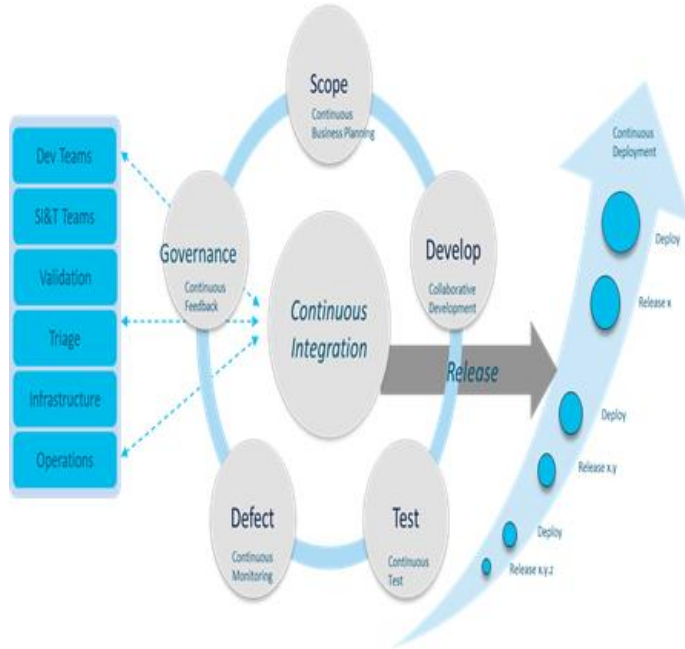 Scope
Continuous
Business Planning
Dev Teams
SI&T Teams
Validation
Triage
Infrastructure
Operations
Governance
Continuous
Feedback
Continuous
Integration
Develop
Collaborative
Development
Release
Defect
Continuous
Monitoring
Test
Continuous
Test
Continuous
Deployment
Deploy
Release x
Deploy
Release x.y
Deploy
Release x.y.z